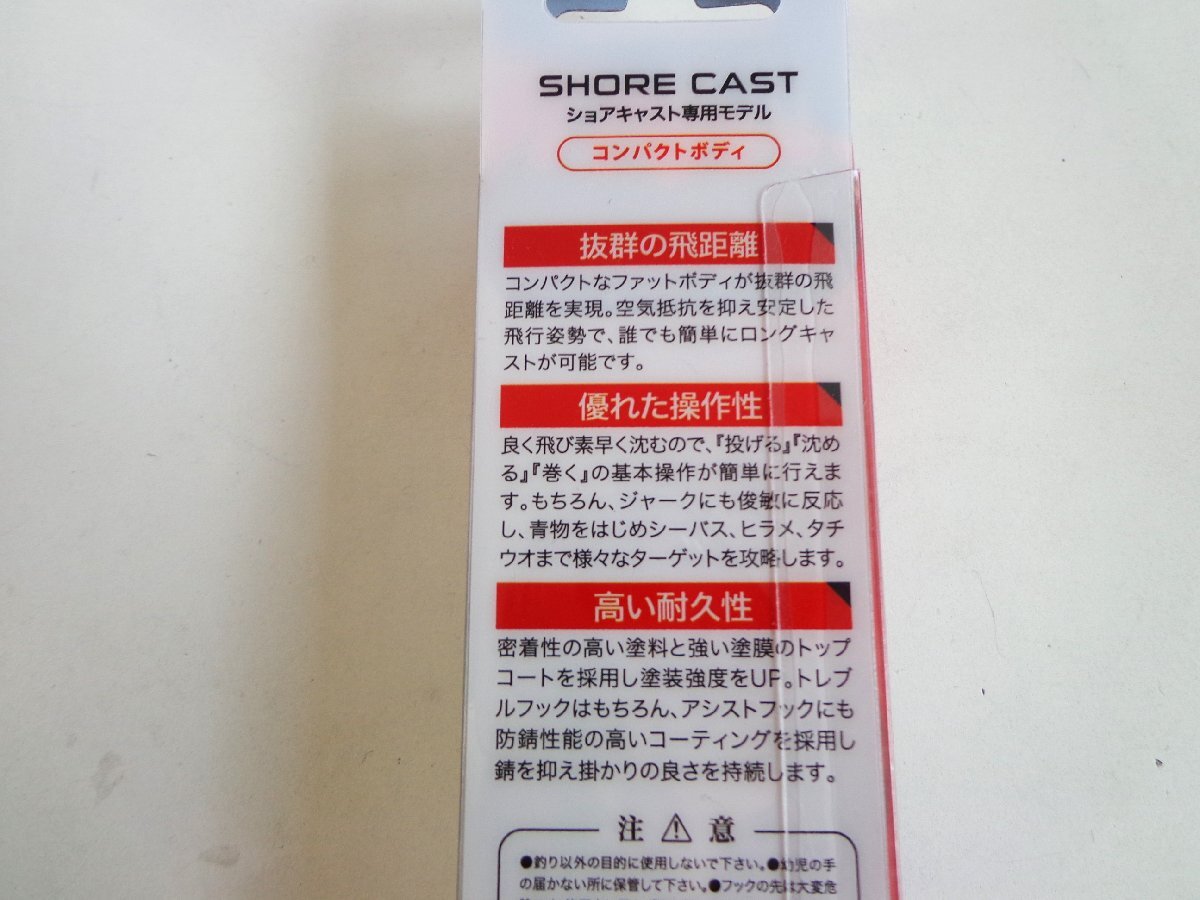 SHORE CAST
ショアキャスト専用モデル
コンパクトボディ
抜群の飛距離
コンパクトなファットボディが抜群の飛
距離を実現。空気抵抗を抑え安定した
飛行姿勢で、誰でも簡単にロングキャ
ストが可能です。
優れた操作性
良く飛び素早く沈むので、『投げる』『沈め
る』『巻く』の基本操作が簡単に行えま
す。もちろん、ジャークにも俊敏に反応
し、青物をはじめシーバス、ヒラメ、タチ
ウオまで様々なターゲットを攻略します。
高い耐久性
密着性の高い塗料と強い塗膜のトップ
コートを採用し塗装強度をUP。トレブ
ルフックはもちろん、アシストフックにも
防錆性能の高いコーティングを採用し
錆を抑え掛かりの良さを持続します。
注 ⚠ 意
●釣り以外の目的に使用しないで下さい。●幼児の手
の届かない所に保管して下さい。●フックの先は大変危